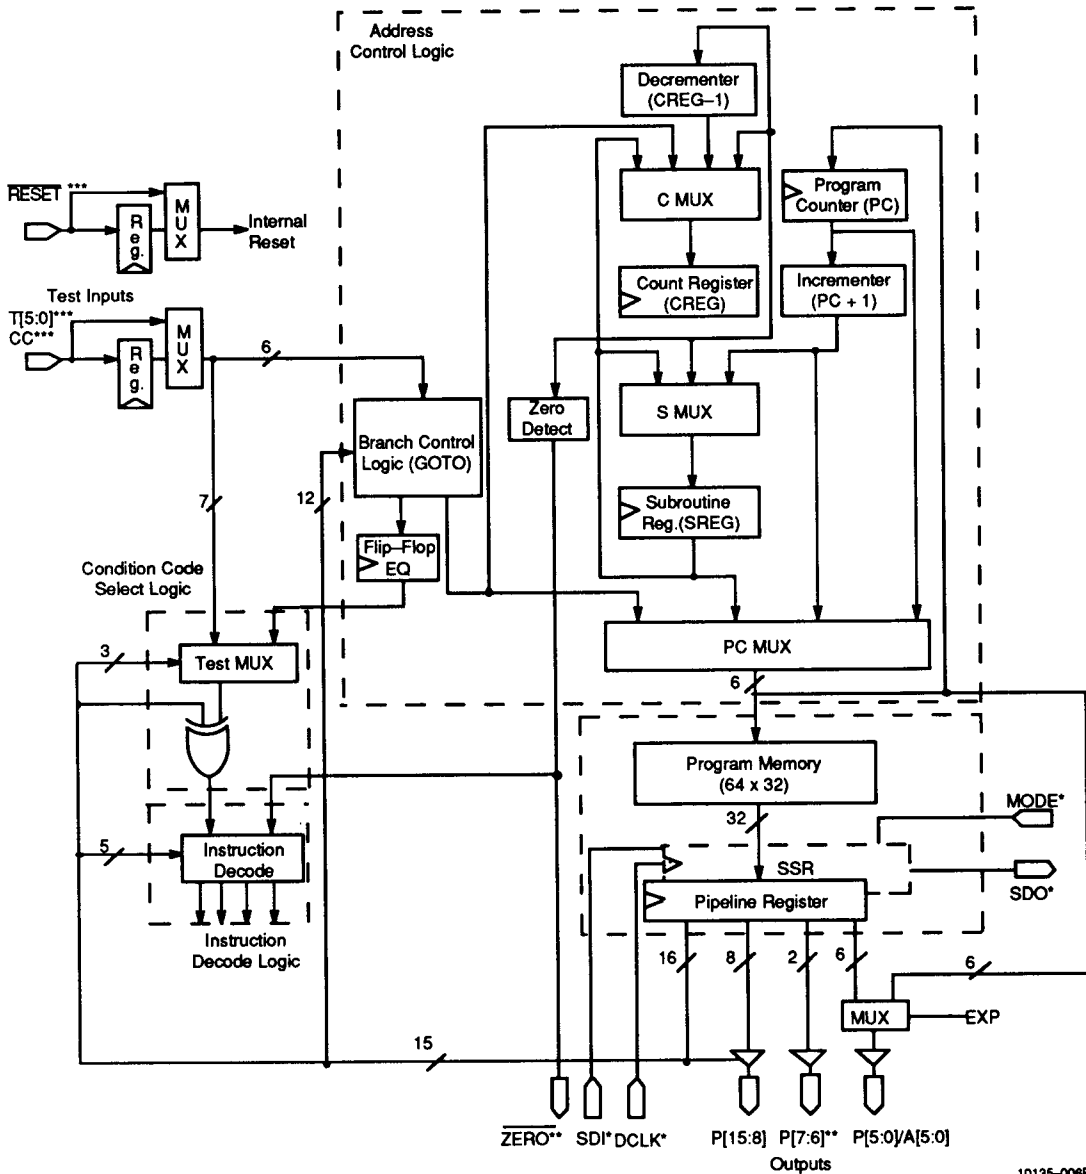 Address
Control Logic
Decrementer
(CREG–1)
RESET ***
Reg.
MUX
Internal
Reset
C MUX
Program
Counter (PC)
Count Register
(CREG)
Incrementer
(PC + 1)
Test Inputs
T[5:0]***
CC***
Reg.
MUX
6
Branch Control
Logic (GOTO)
Zero
Detect
S MUX
7
12
Subroutine
Reg.(SREG)
Flip–Flop
EQ
Condition Code
Select Logic
3
Test MUX
PC MUX
6
Program Memory
(64 x 32)
MODE*
32
5
Instruction
Decode
SSR
SDO*
Pipeline Register
Instruction
Decode Logic
16
8
2
6
6
MUX
EXP
15
ZERO**
SDI*
DCLK*
P[15:8]
P[7:6]**
P[5:0]/A[5:0]
Outputs